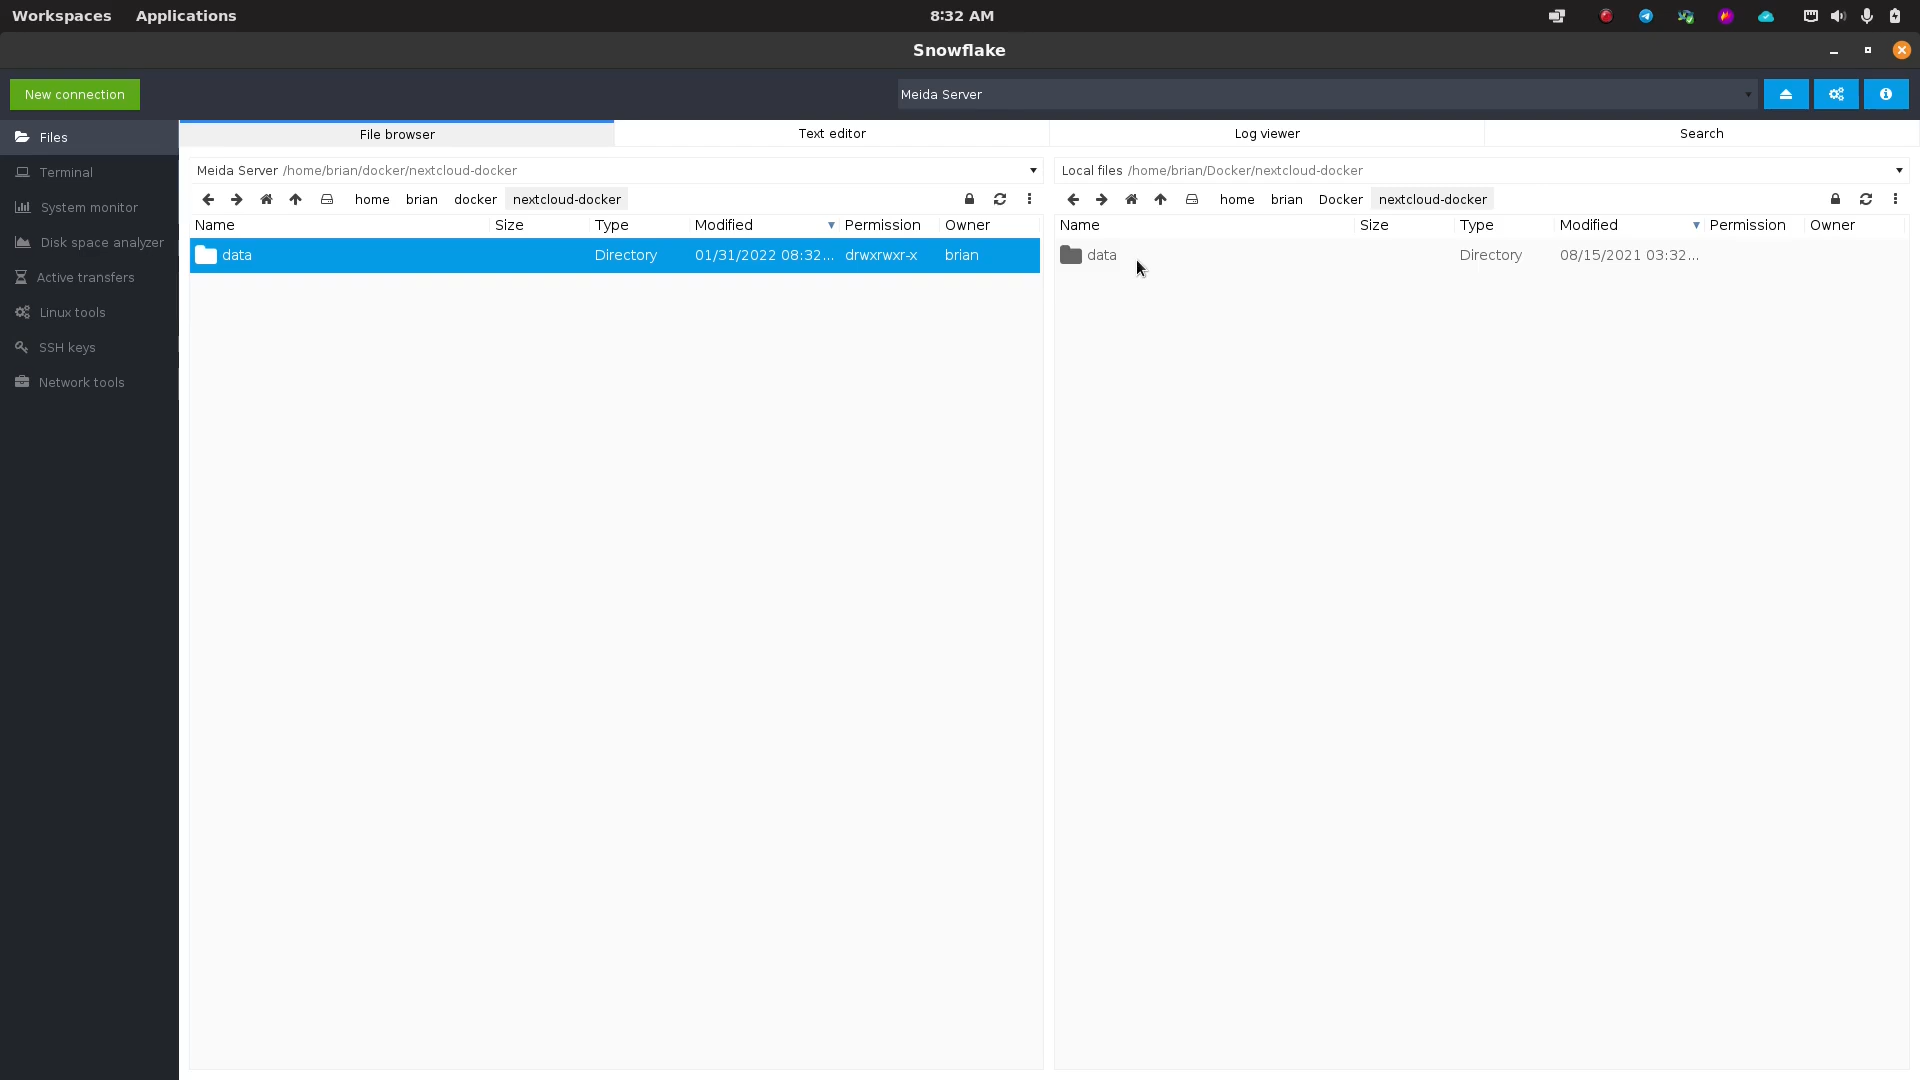 Workspaces Applications 8:32 AM
Snowflake
New connection Meida Server
Files File browser Text editor Log viewer Search
Terminal
System monitor
Disk space analyzer
Active transfers
Linux tools
SSH keys
Network tools
Meida Server /home/brian/docker/nextcloud-docker
home brian docker nextcloud-docker
Name Size Type Modified Permission Owner
data Directory 01/31/2022 08:32... drwxrwxr-x brian
Local files /home/brian/Docker/nextcloud-docker
home brian Docker nextcloud-docker
Name Size Type Modified Permission Owner
data Directory 08/15/2021 03:32...